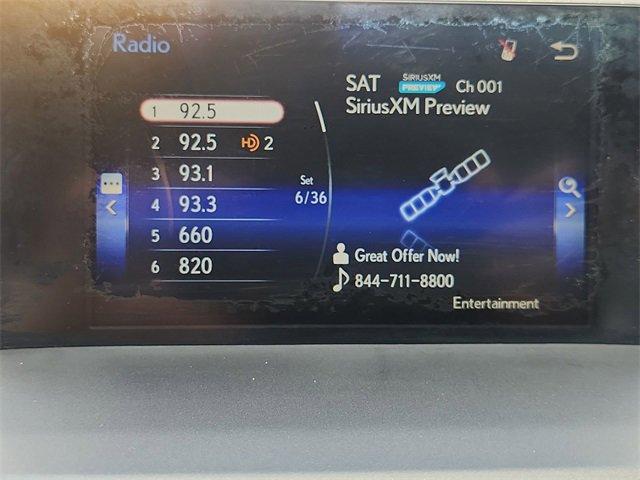 Radio
SAT SIRIUSXM PREVIEW Ch 001
SiriusXM Preview
1 92.5
2 92.5 HD 2
3 93.1
4 93.3
5 660
6 820
Set
6/36
Great Offer Now!
844-711-8800
Entertainment